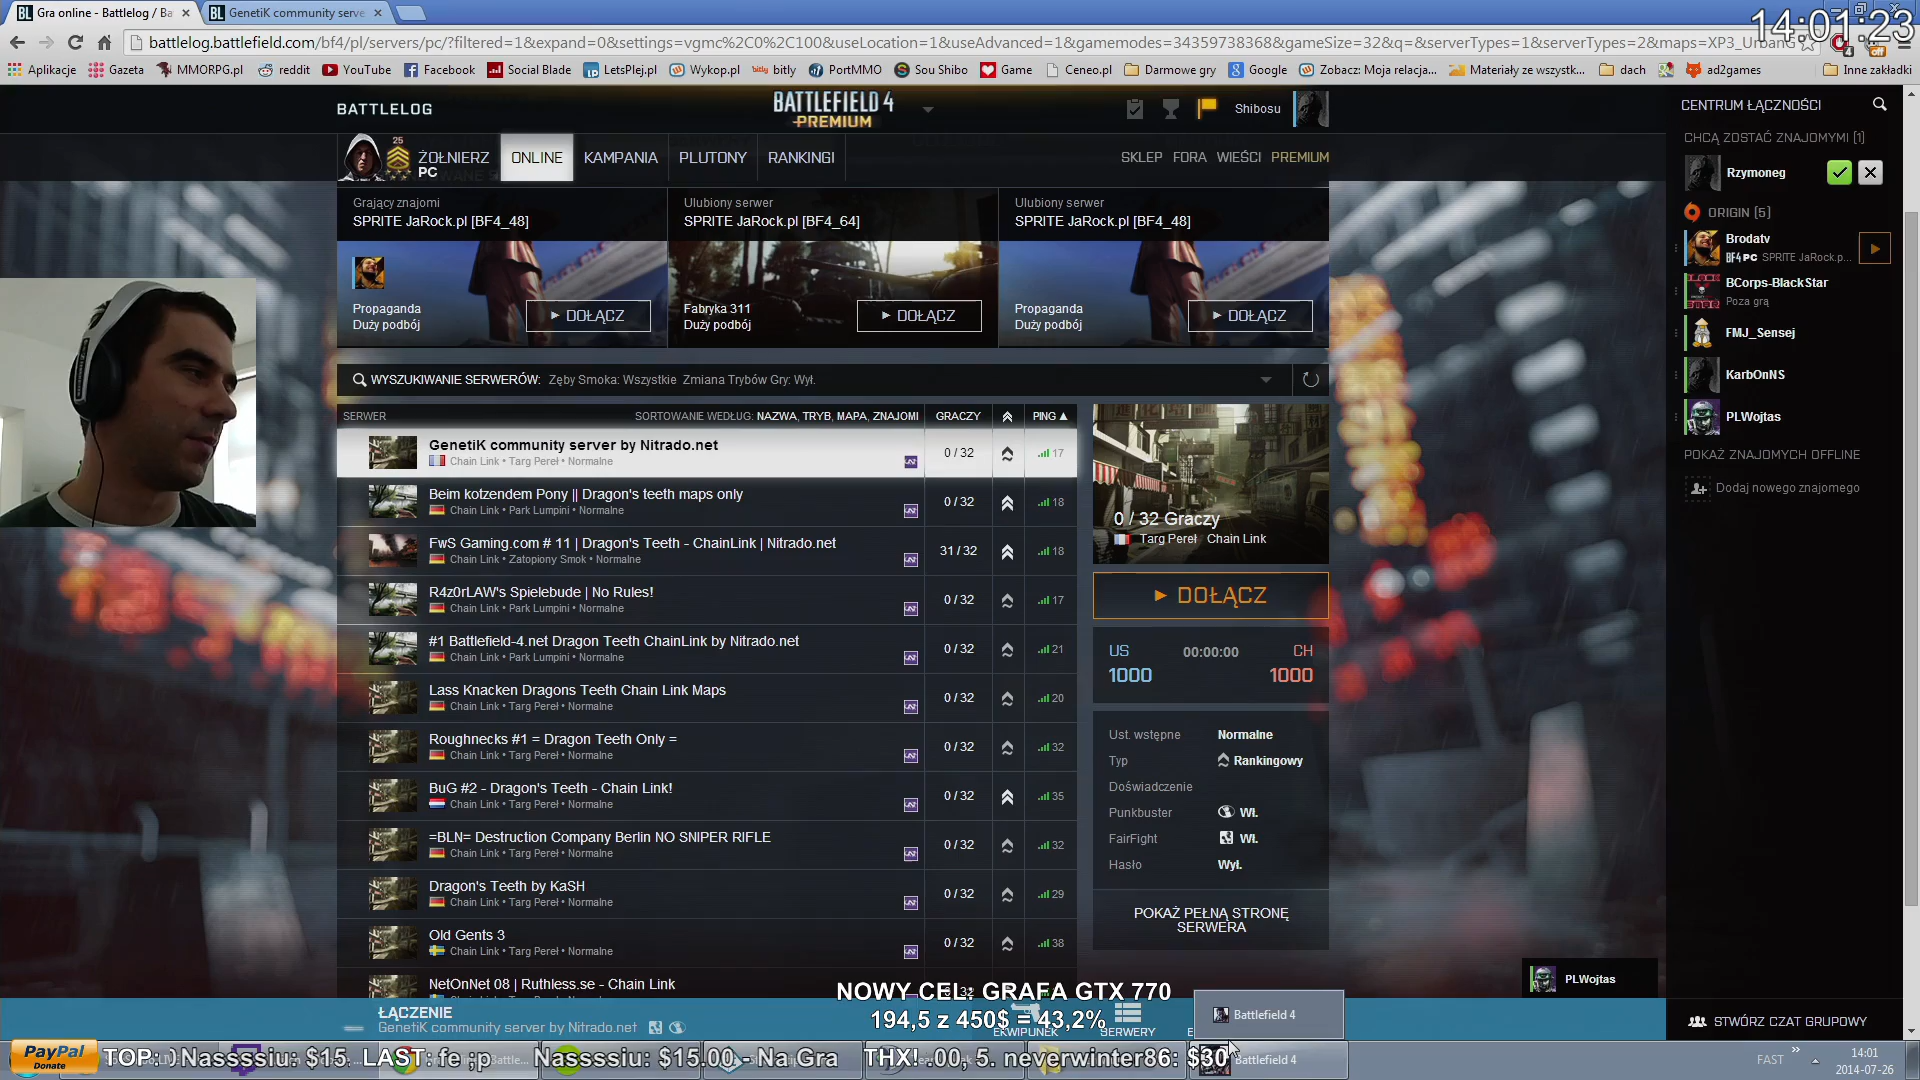 Gra online - Battlelog / Ba
GenetiK community serve
14:01:23
battlelog.battlefield.com/bf4/pl/servers/pc/?filtered=1&expand=0&settings=vgmc%2C0%2C100&useLocation=1&useAdvanced=1&gamemodes=34359738368&gameSize=32&q=&serverTypes=1&serverTypes=2&maps=XP3_UrbanG
Aplikacje Gazeta MMORPG.pl reddit YouTube Facebook Social Blade LetsPlej.pl Wykop.pl bitly PortMMO Sou Shibo Game Ceneo.pl Darmowe gry Google Zobacz: Moja relacja... Materiały ze wszystk... dach ad2games Inne zakładki
BATTLELOG
BATTLEFIELD 4
PREMIUM
Shibosu
25
ŻOŁNIERZ
PC
ONLINE KAMPANIA PLUTONY RANKINGI
SKLEP FORA WIEŚCI PREMIUM
Grający znajomi
SPRITE JaRock.pl [BF4_48]
Propaganda
Duży podbój
DOŁĄCZ
Ulubiony serwer
SPRITE JaRock.pl [BF4_64]
Fabryka 311
Duży podbój
DOŁĄCZ
Ulubiony serwer
SPRITE JaRock.pl [BF4_48]
Propaganda
Duży podbój
DOŁĄCZ
WYSZUKIWANIE SERWERÓW: Zęby Smoka: Wszystkie Zmiana Trybów Gry: Wył.
SERWER SORTOWANIE WEDŁUG: NAZWA, TRYB, MAPA, ZNAJOMI GRACZY PING
GenetiK community server by Nitrado.net 0 / 32 17
Chain Link • Targ Pereł • Normalne
Beim kotzendem Pony || Dragon's teeth maps only 0 / 32 18
Chain Link • Park Lumpini • Normalne
FwS Gaming.com # 11 | Dragon's Teeth - ChainLink | Nitrado.net 31 / 32 18
Chain Link • Zatopiony Smok • Normalne
R4z0rLAW's Spielebude | No Rules! 0 / 32 17
Chain Link • Park Lumpini • Normalne
#1 Battlefield-4.net Dragon Teeth ChainLink by Nitrado.net 0 / 32 21
Chain Link • Park Lumpini • Normalne
Lass Knacken Dragons Teeth Chain Link Maps 0 / 32 20
Chain Link • Targ Pereł • Normalne
Roughnecks #1 = Dragon Teeth Only = 0 / 32 32
Chain Link • Targ Pereł • Normalne
BuG #2 - Dragon's Teeth - Chain Link! 0 / 32 35
Chain Link • Targ Pereł • Normalne
=BLN= Destruction Company Berlin NO SNIPER RIFLE 0 / 32 32
Chain Link • Targ Pereł • Normalne
Dragon's Teeth by KaSH 0 / 32 29
Chain Link • Targ Pereł • Normalne
Old Gents 3 0 / 32 38
Chain Link • Targ Pereł • Normalne
NetOnNet 08 | Ruthless.se - Chain Link
0 / 32 Graczy
Targ Pereł Chain Link
DOŁĄCZ
US 00:00:00 CH
1000 1000
Ust. wstępne Normalne
Typ Rankingowy
Doświadczenie
Punkbuster Wł.
FairFight Wł.
Hasło Wył.
POKAŻ PEŁNĄ STRONĘ
SERWERA
CENTRUM ŁĄCZNOŚCI
CHCĄ ZOSTAĆ ZNAJOMYMI [1]
Rzymoneg
ORIGIN [5]
Brodatv
BF4 PC SPRITE JaRock.p...
BCorps-BlackStar
Poza grą
FMJ_Sensej
KarbOnNS
PLWojtas
POKAŻ ZNAJOMYCH OFFLINE
Dodaj nowego znajomego
PLWojtas
STWÓRZ CZAT GRUPOWY
NOWY CEL: GRAFA GTX 770
194,5 z 450$ = 43,2%
ŁĄCZENIE
GenetiK community server by Nitrado.net
EKWIPUNEK
SERWERY
Battlefield 4
PayPal
Donate
TOP: Nassssiu: $15. LAST: fe ;p Nassssiu: $15.00 - Na Gra THX! .00, 5. neverwinter86: $30
Battlefield 4
FAST
14:01
2014-07-26